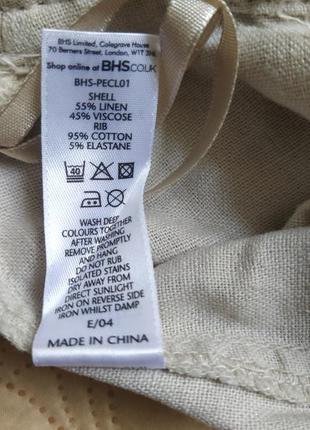 BHS Limited, Colegrave House
70 Berners Street, London, W1T 3NL
Shop online at BHS.CO.UK
BHS-PECL01
SHELL
55% LINEN
45% VISCOSE
RIB
95% COTTON
5% ELASTANE
40
WASH DEEP
COLOURS TOGETHER
AFTER WASHING
REMOVE PROMPTLY
AND HANG
DO NOT RUB
ISOLATED STAINS
DRY AWAY FROM
DIRECT SUNLIGHT
IRON ON REVERSE SIDE
IRON WHILST DAMP
E/04
MADE IN CHINA